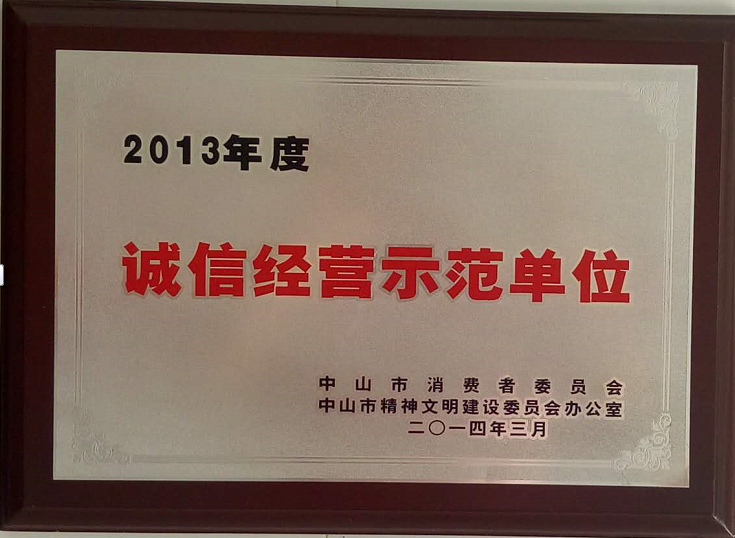 2013年度
诚信经营示范单位
中山市消费者委员会
中山市精神文明建设委员会办公室
二〇一四年三月